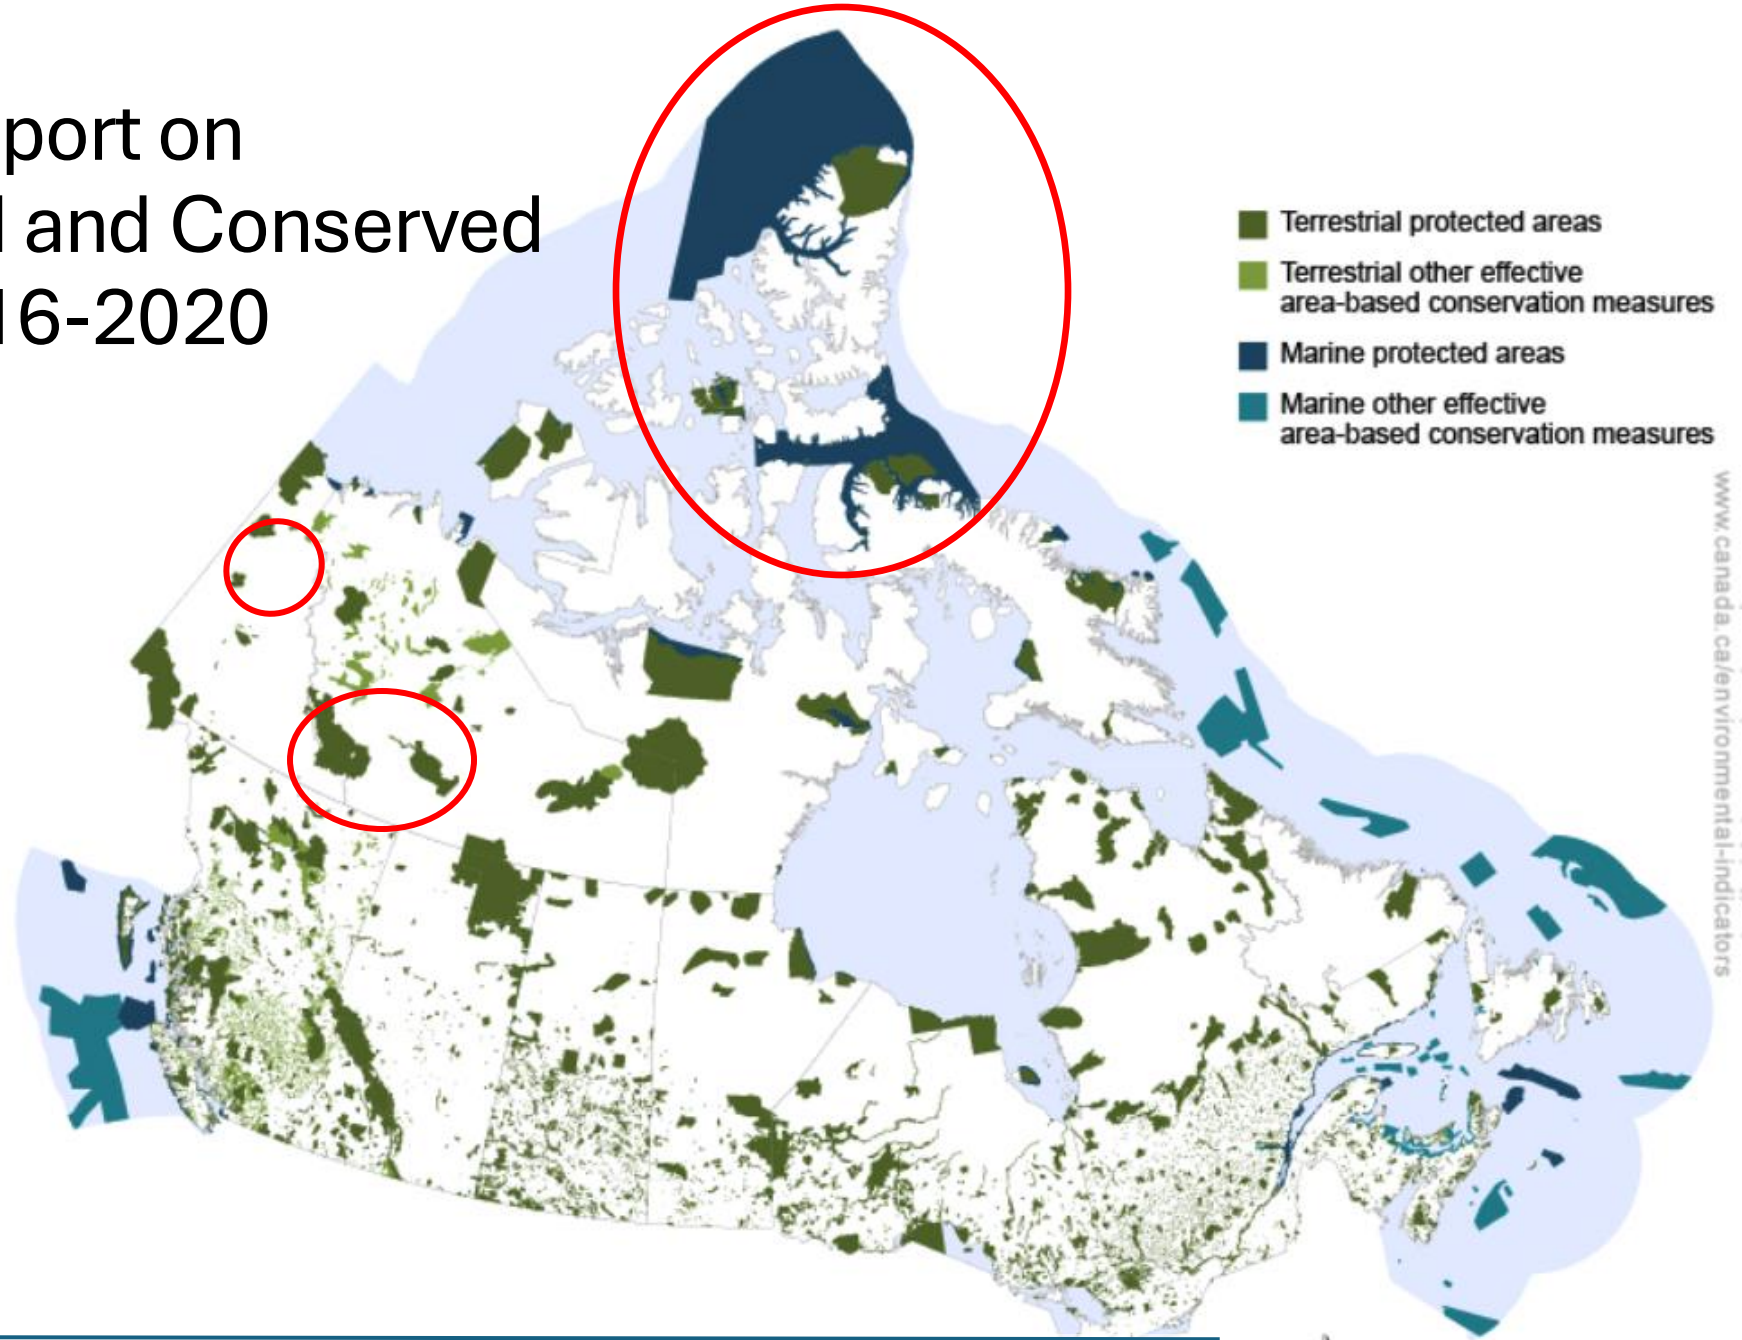 port on
and Conserved
16-2020
Terrestrial protected areas
Terrestrial other effective
area-based conservation measures
Marine protected areas
Marine other effective
area-based conservation measures
www.canada.ca/environmental-indicators